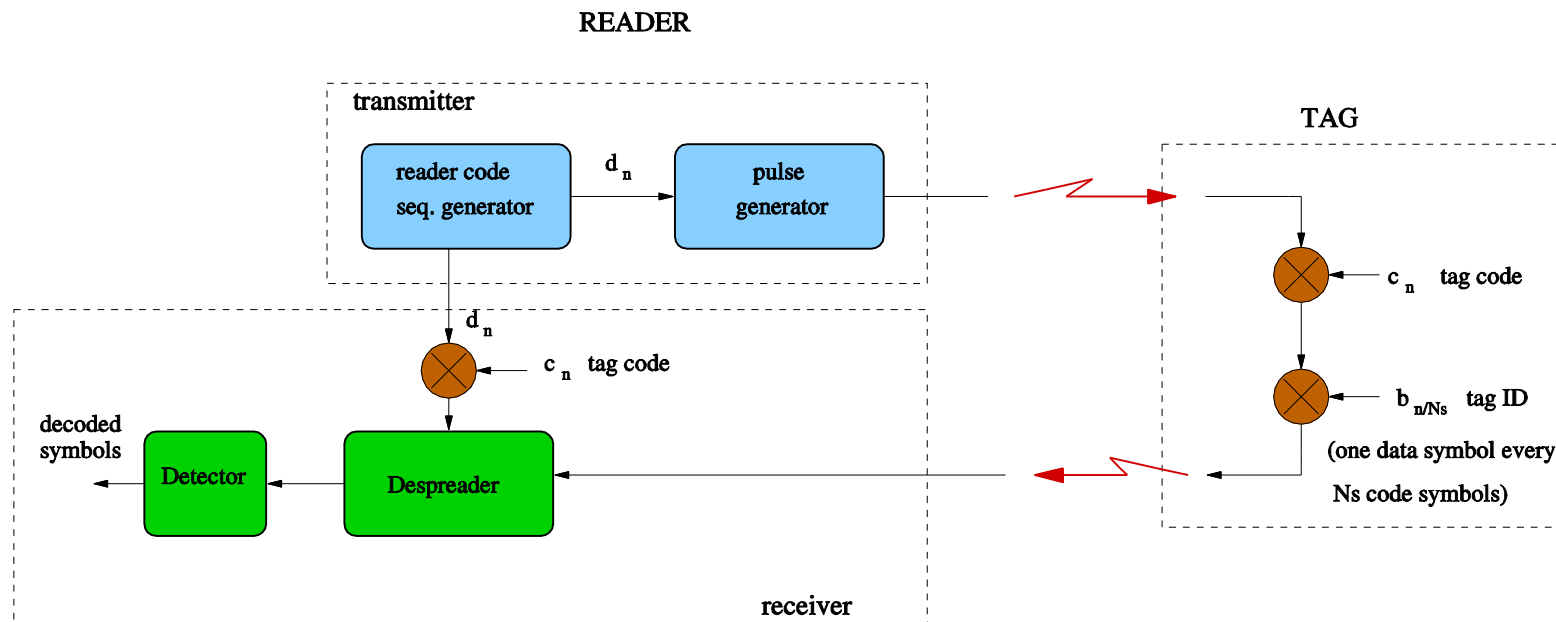 READER
transmitter
reader code
seq. generator
d n
pulse
generator
TAG
c n tag code
b n/Ns tag ID
(one data symbol every
Ns code symbols)
d n
c n tag code
decoded
symbols
Detector
Despreader
receiver